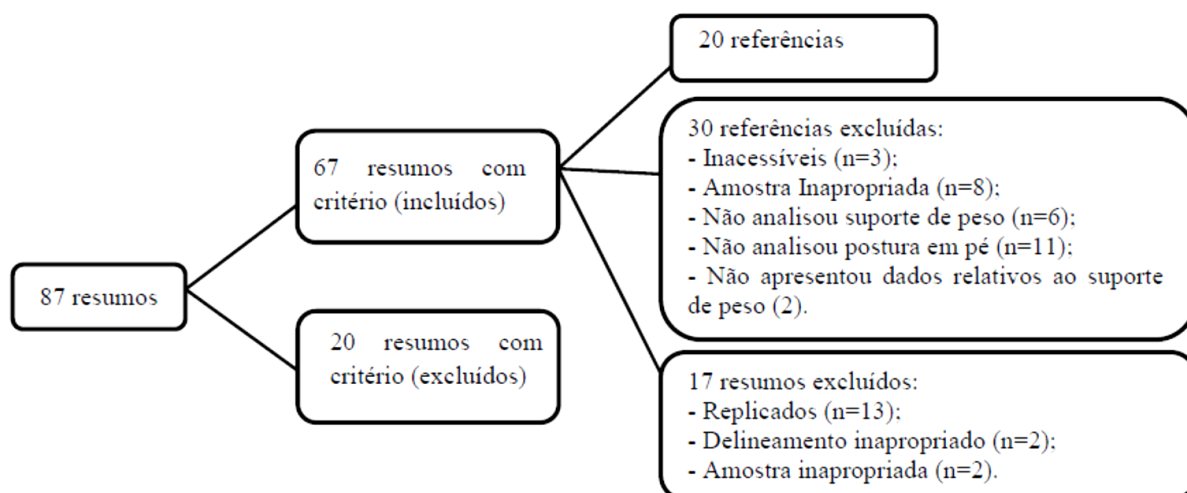 87 resumos
67 resumos com
critério (incluídos)
20 resumos com
critério (excluídos)
20 referências
30 referências excluídas:
- Inacessíveis (n=3);
- Amostra Inapropriada (n=8);
- Não analisou suporte de peso (n=6);
- Não analisou postura em pé (n=11);
- Não apresentou dados relativos ao suporte
de peso (2).
17 resumos excluídos:
- Replicados (n=13);
- Delineamento inapropriado (n=2);
- Amostra inapropriada (n=2).